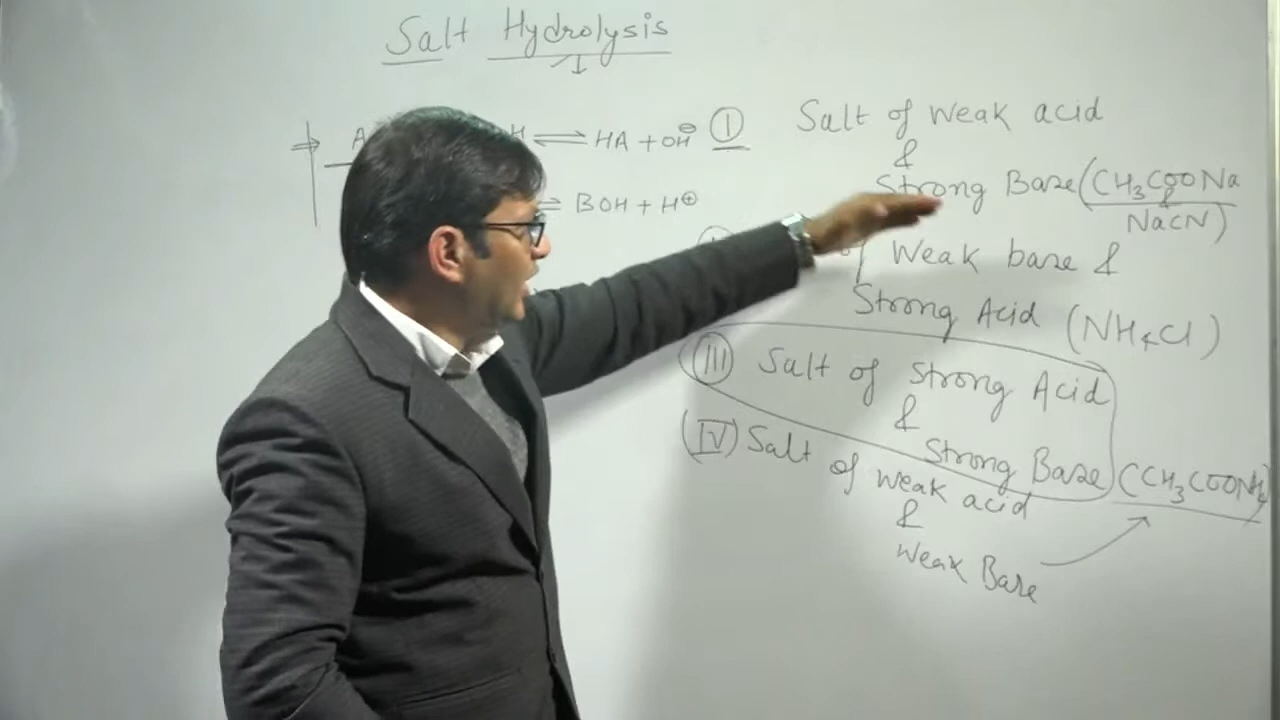 Salt Hydrolysis
H ⇌ HA + OH⊖
⇌ BOH + H⊕
(I) Salt of weak acid
&
Strong Base (CH3COONa
&
NaCN)
of Weak base &
Strong Acid (NH4Cl)
(III) Salt of Strong Acid
&
Strong Base
(IV) Salt of weak acid (CH3COONH4)
&
Weak Base